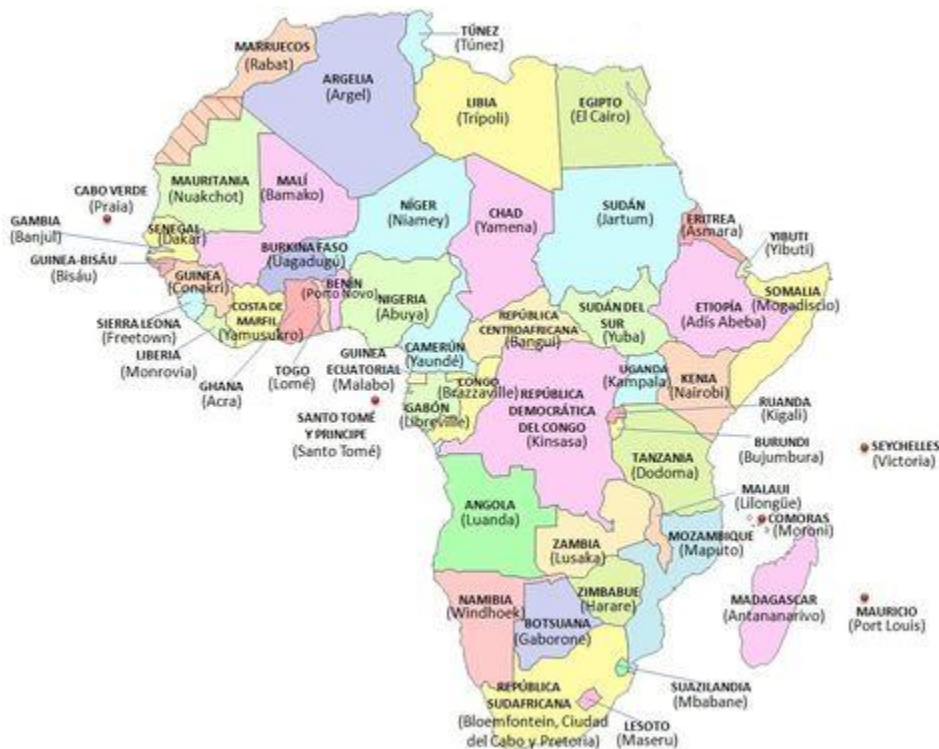 TÚNEZ
(Túnez)
MARRUECOS
(Rabat)
ARGELIA
(Argel)
LIBIA
(Trípoli)
EGIPTO
(El Cairo)
MAURITANIA
(Nuakchot)
MALÍ
(Bamako)
NÍGER
(Niamey)
CHAD
(Yamena)
SUDÁN
(Jartum)
ERITREA
(Asmara)
CABO VERDE
(Praia)
GAMBIA
(Banjul)
SENEGAL
(Dakar)
GUINEA-BISÁU
(Bisáu)
BURKINA FASO
(Uagadugú)
YIBUTI
(Yibuti)
GUINEA
(Conakri)
BENÍN
(Porto Novo)
NIGERIA
(Abuya)
SOMALIA
(Mogadiscio)
ETIOPÍA
(Adís Abeba)
COSTA DE
MARFIL
(Yamusukro)
REPÚBLICA
CENTROAFRICANA
(Bangui)
SUDÁN DEL
SUR
(Yuba)
SIERRA LEONA
(Freetown)
LIBERIA
(Monrovia)
GHANA
(Acra)
TOGO
(Lomé)
GUINEA
ECUATORIAL
(Malabo)
CAMERÚN
(Yaundé)
CONGO
(Brazzaville)
UGANDA
(Kampala)
KENIA
(Nairobi)
GABÓN
(Libreville)
REPÚBLICA
DEMOCRÁTICA
DEL CONGO
(Kinsasa)
RUANDA
(Kigali)
SANTO TOMÉ
Y PRINCIPE
(Santo Tomé)
BURUNDI
(Bujumbura)
SEYCHELLES
(Victoria)
TANZANIA
(Dodoma)
MALAUI
(Lilongüe)
ANGOLA
(Luanda)
COMORAS
(Moroni)
ZAMBIA
(Lusaka)
MOZAMBIQUE
(Maputo)
NAMIBIA
(Windhoek)
ZIMBABUE
(Harare)
MADAGASCAR
(Antananarivo)
MAURICIO
(Port Louis)
BOTSUANA
(Gaborone)
REPÚBLICA
SUDAFRICANA
(Bloemfontein, Ciudad
del Cabo y Pretoria)
SUAZILANDIA
(Mbabane)
LESOTO
(Maseru)